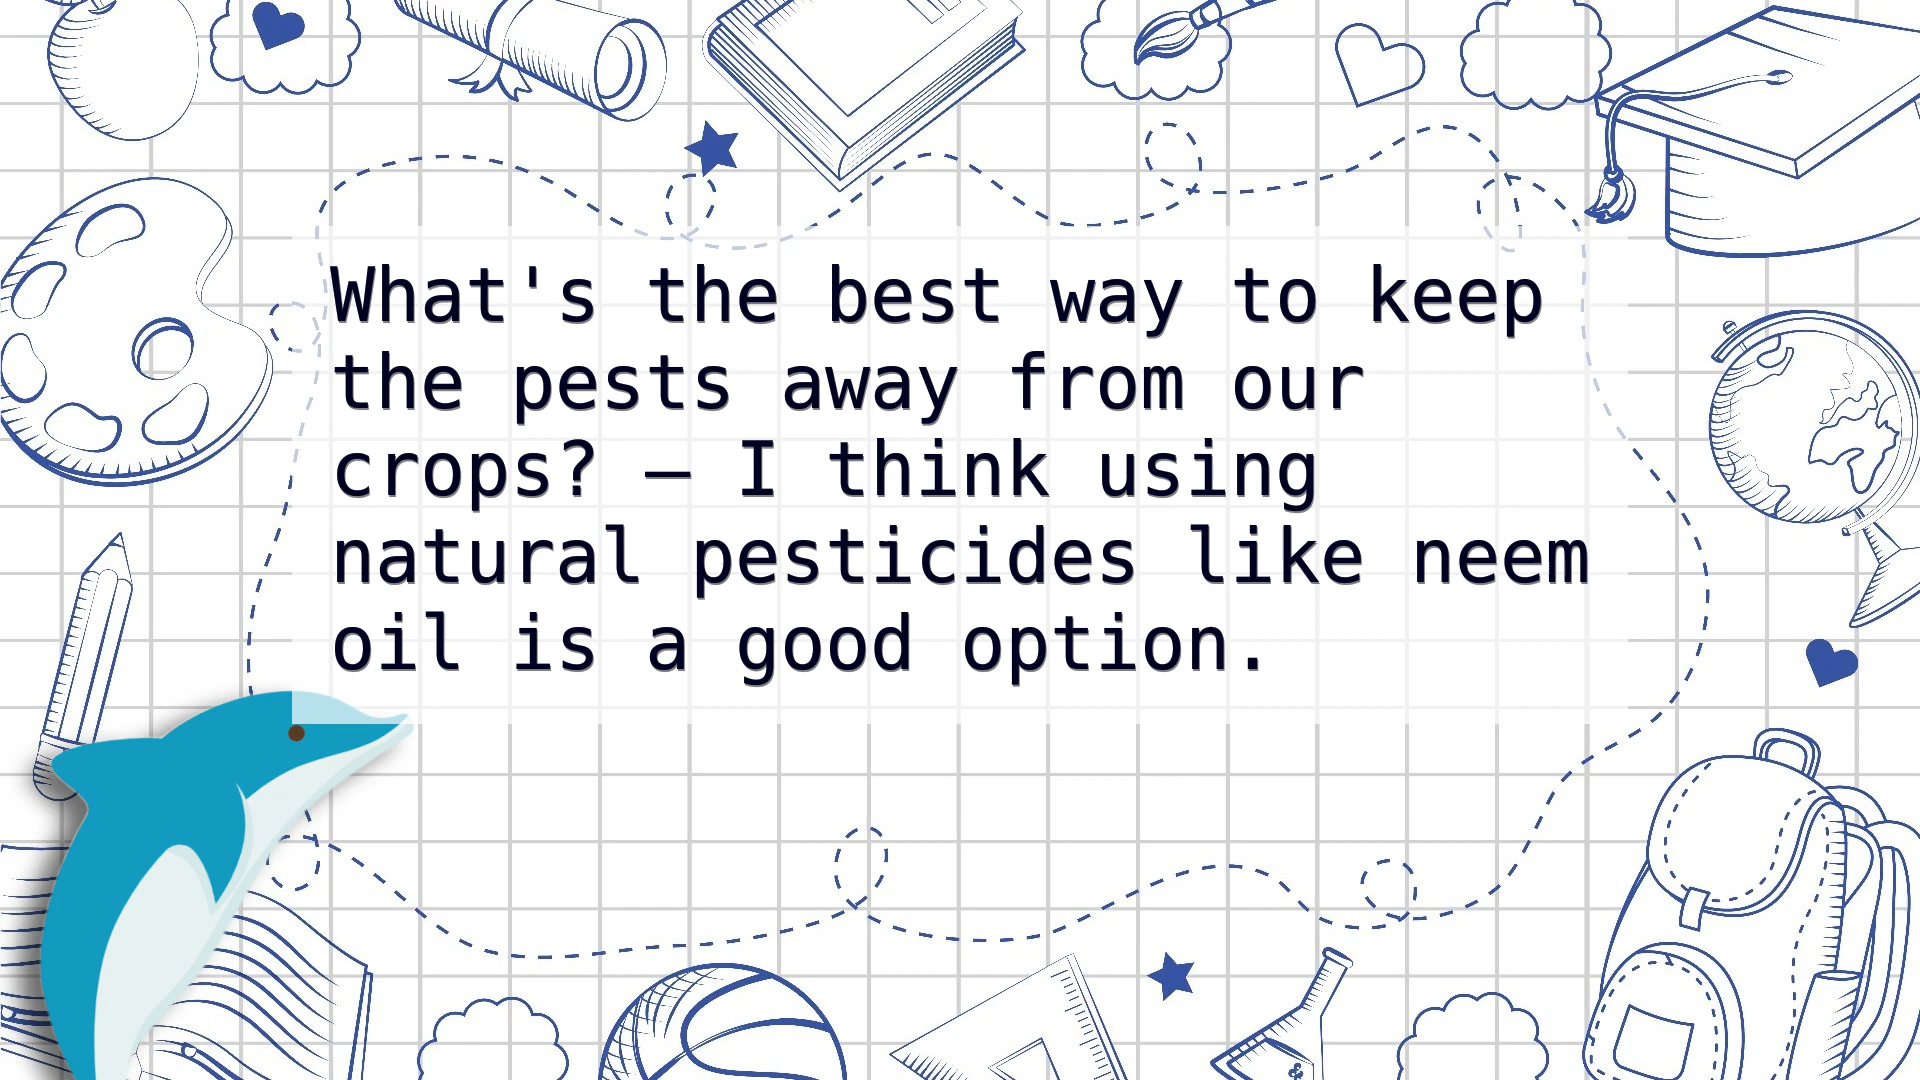 What's the best way to keep
the pests away from our
crops? – I think using
natural pesticides like neem
oil is a good option.